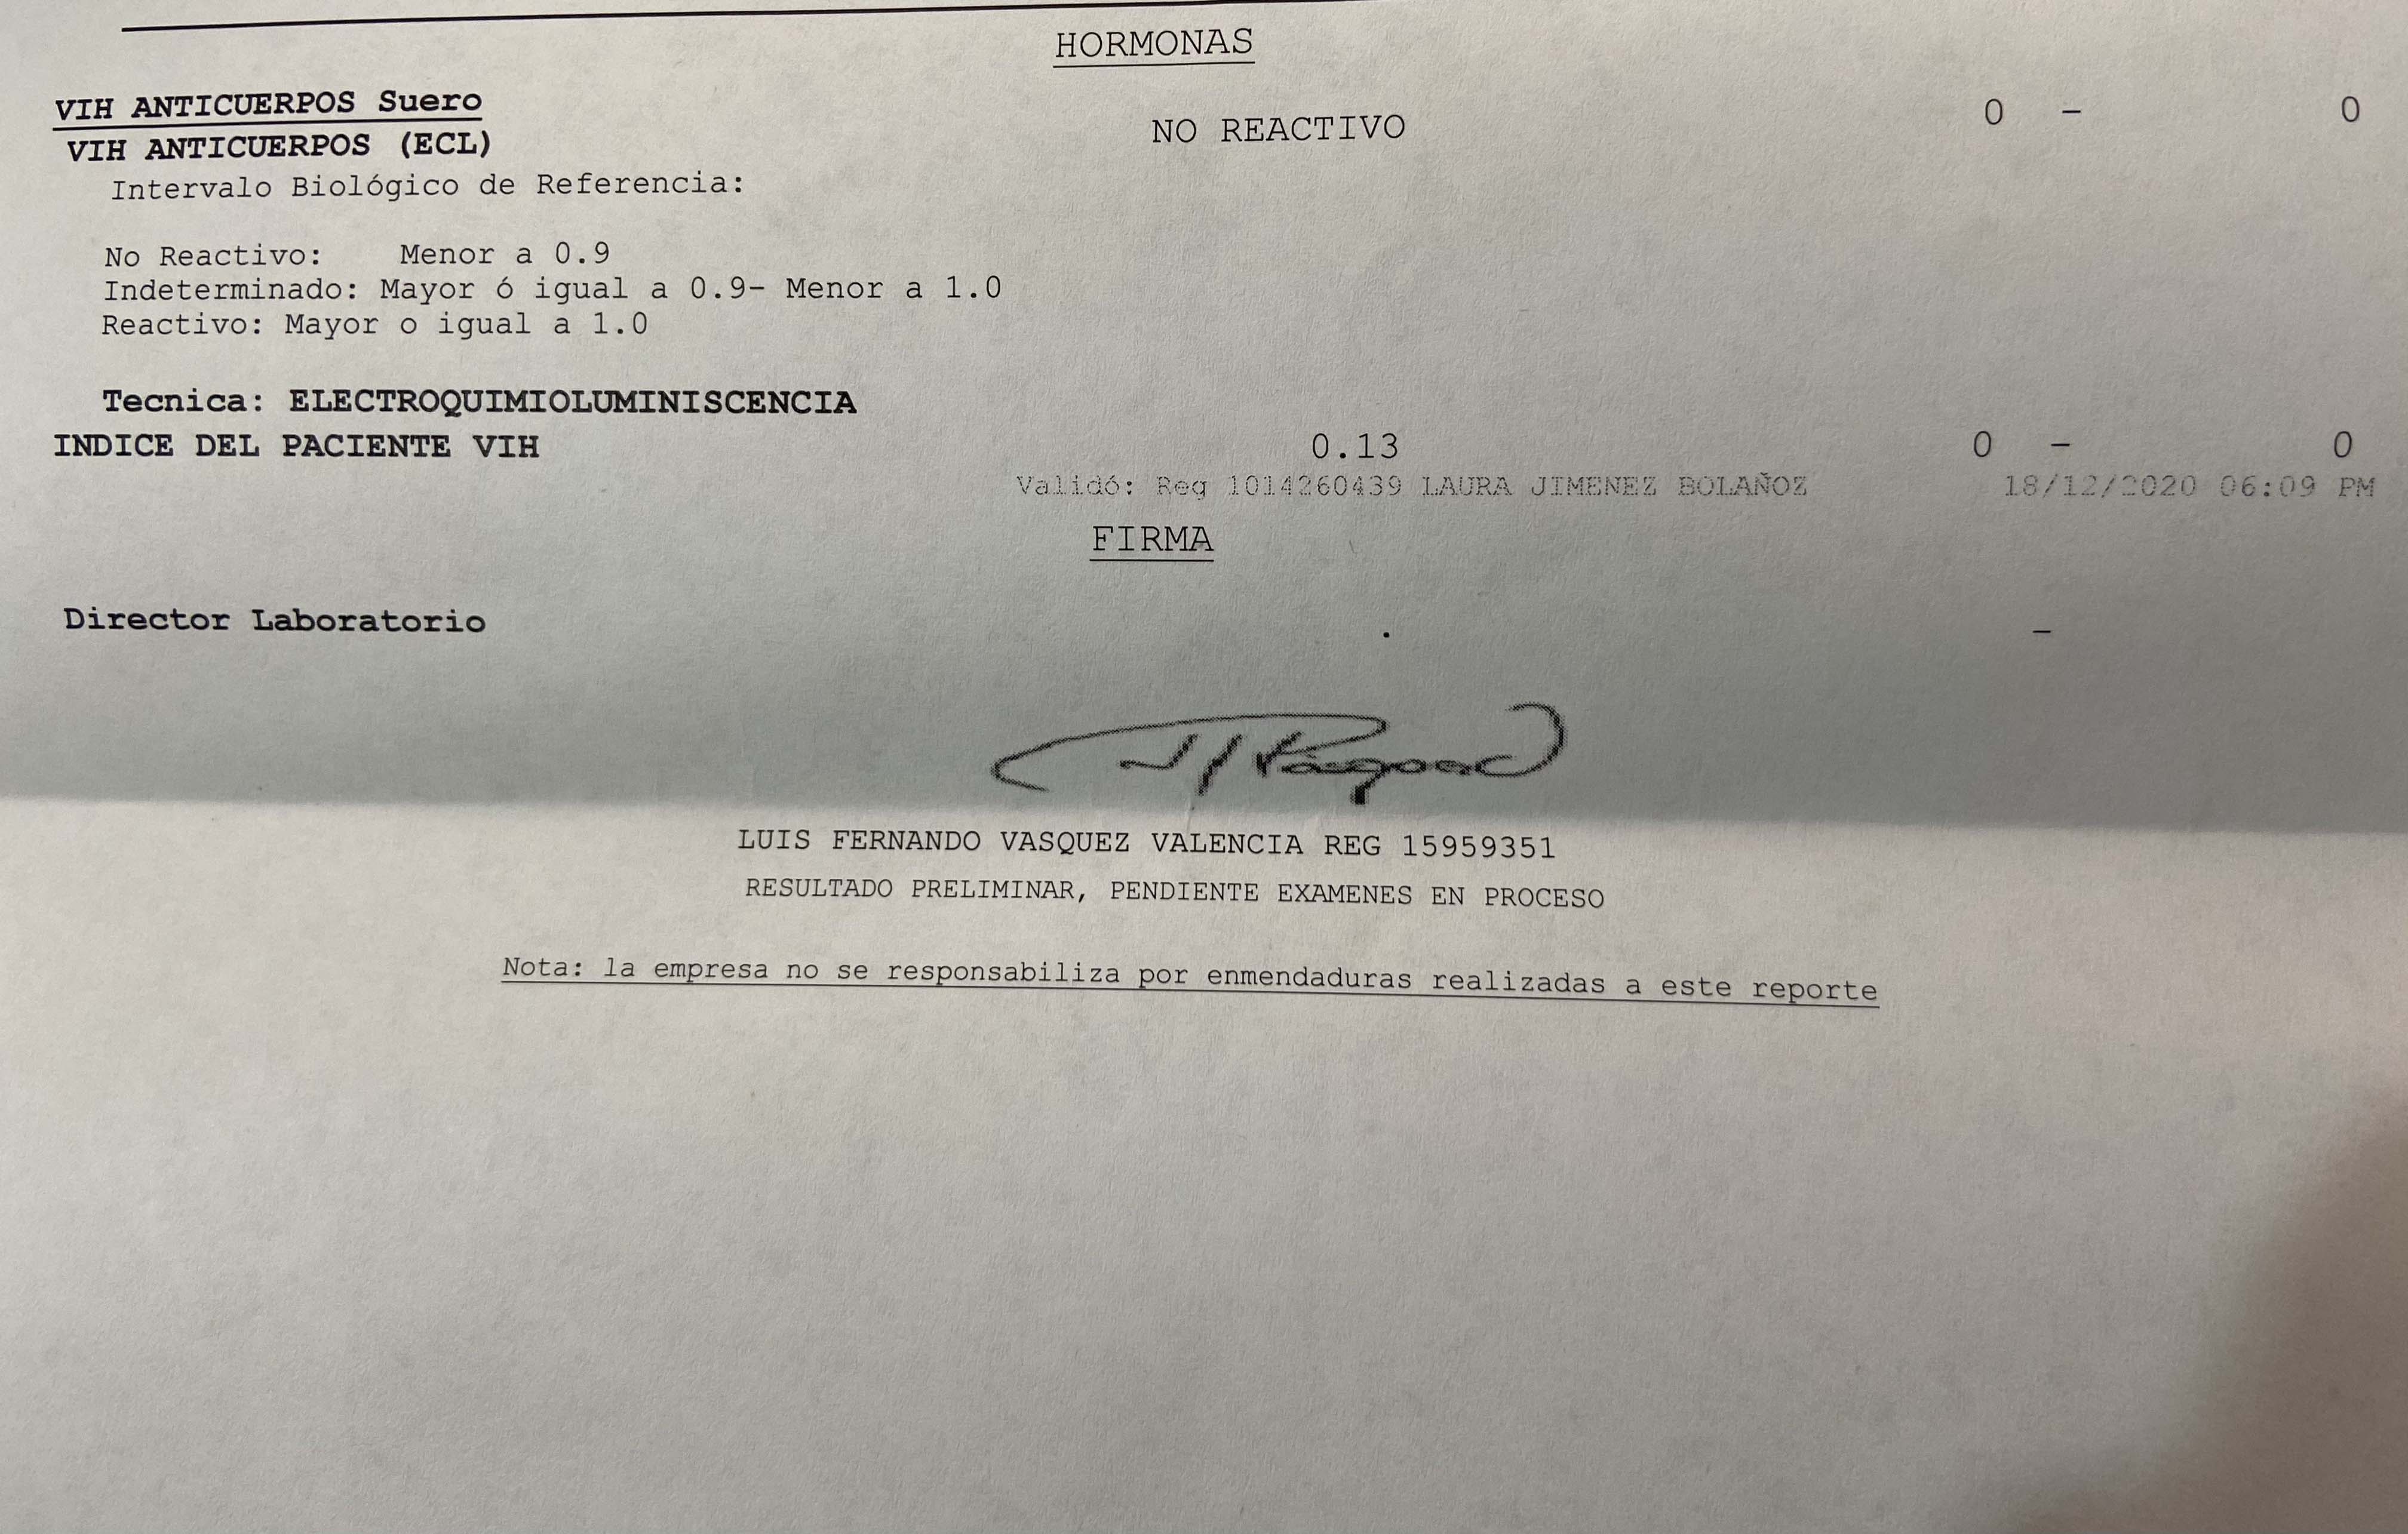 HORMONAS
VIH ANTICUERPOS Suero
VIH ANTICUERPOS (ECL) NO REACTIVO 0 - 0
Intervalo Biológico de Referencia:
No Reactivo: Menor a 0.9
Indeterminado: Mayor ó igual a 0.9- Menor a 1.0
Reactivo: Mayor o igual a 1.0
Tecnica: ELECTROQUIMIOLUMINISCENCIA
INDICE DEL PACIENTE VIH 0.13 0 - 0
Validó: Reg 1014260439 LAURA JIMENEZ BOLAÑOZ 18/12/2020 06:09 PM
FIRMA
Director Laboratorio . -
LUIS FERNANDO VASQUEZ VALENCIA REG 15959351
RESULTADO PRELIMINAR, PENDIENTE EXAMENES EN PROCESO
Nota: la empresa no se responsabiliza por enmendaduras realizadas a este reporte